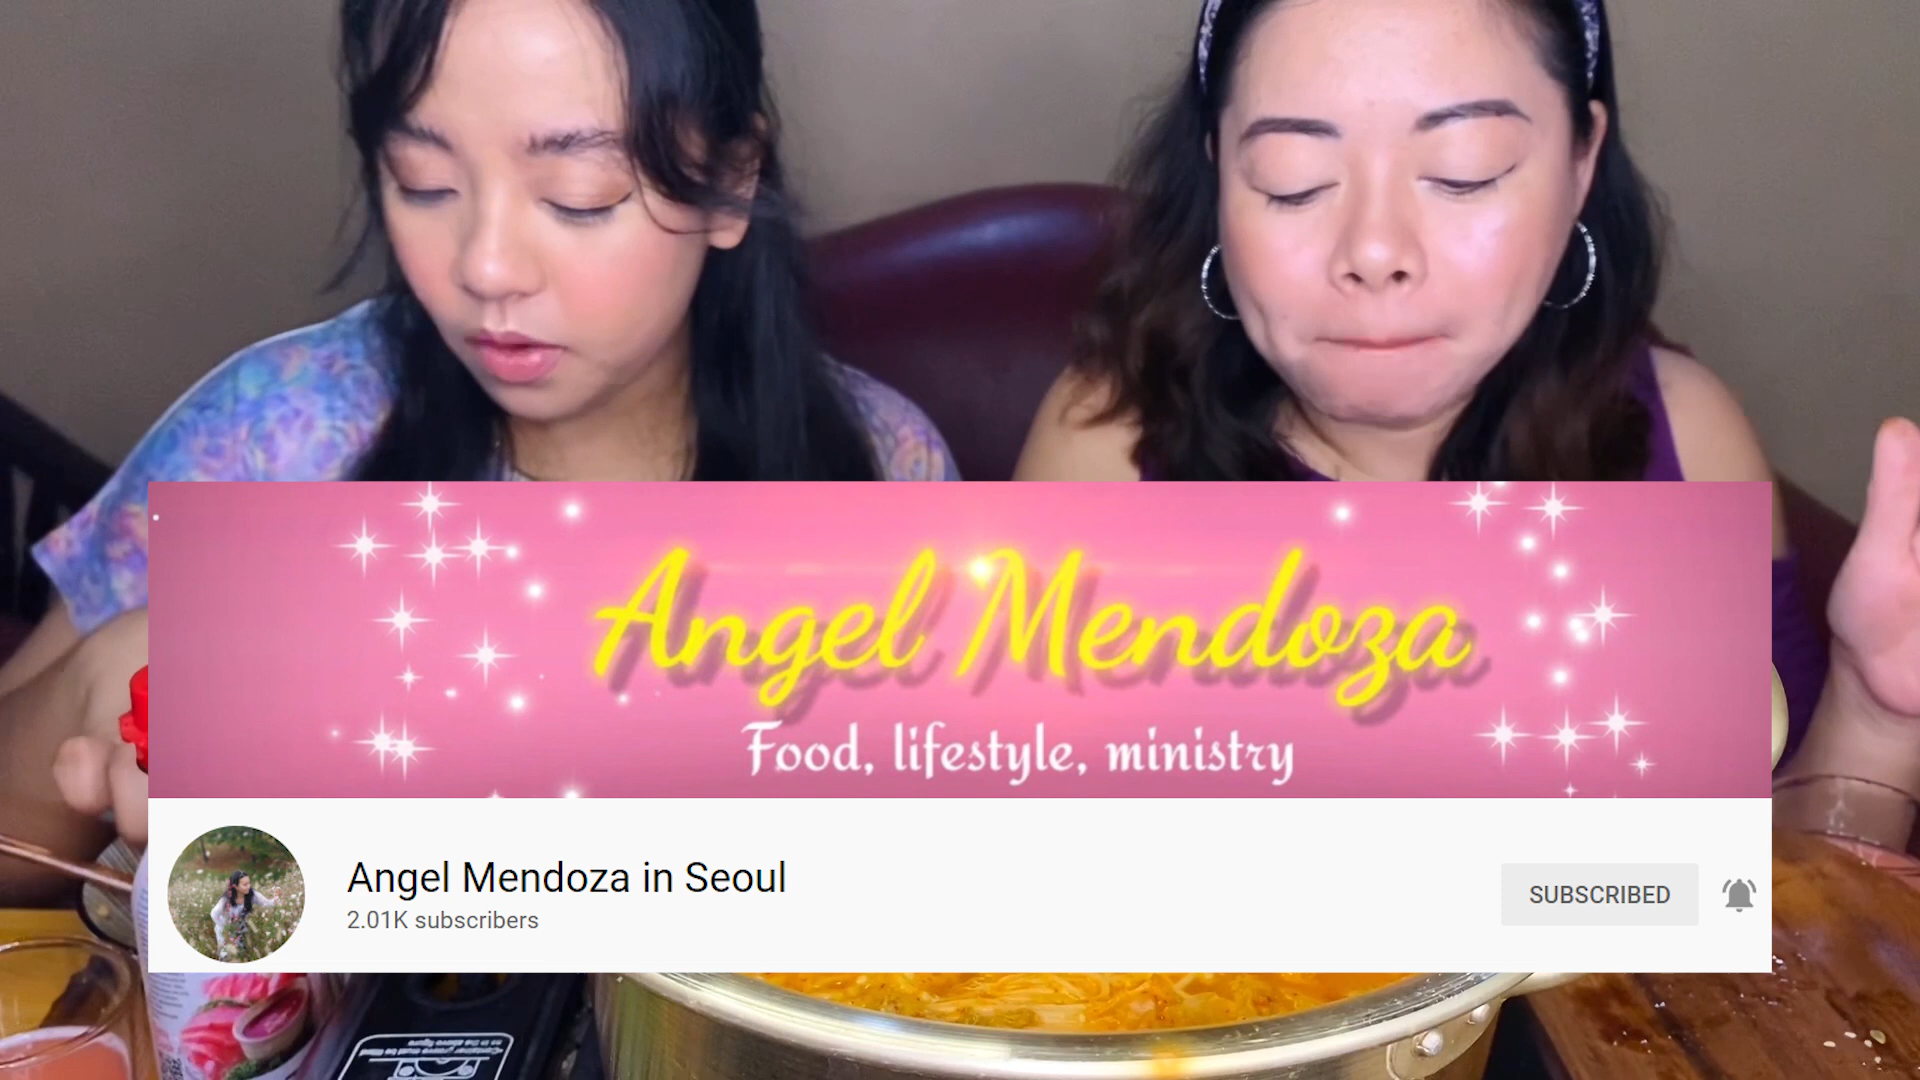 Angel Mendoza
Food, lifestyle, ministry
Angel Mendoza in Seoul
2.01K subscribers
SUBSCRIBED